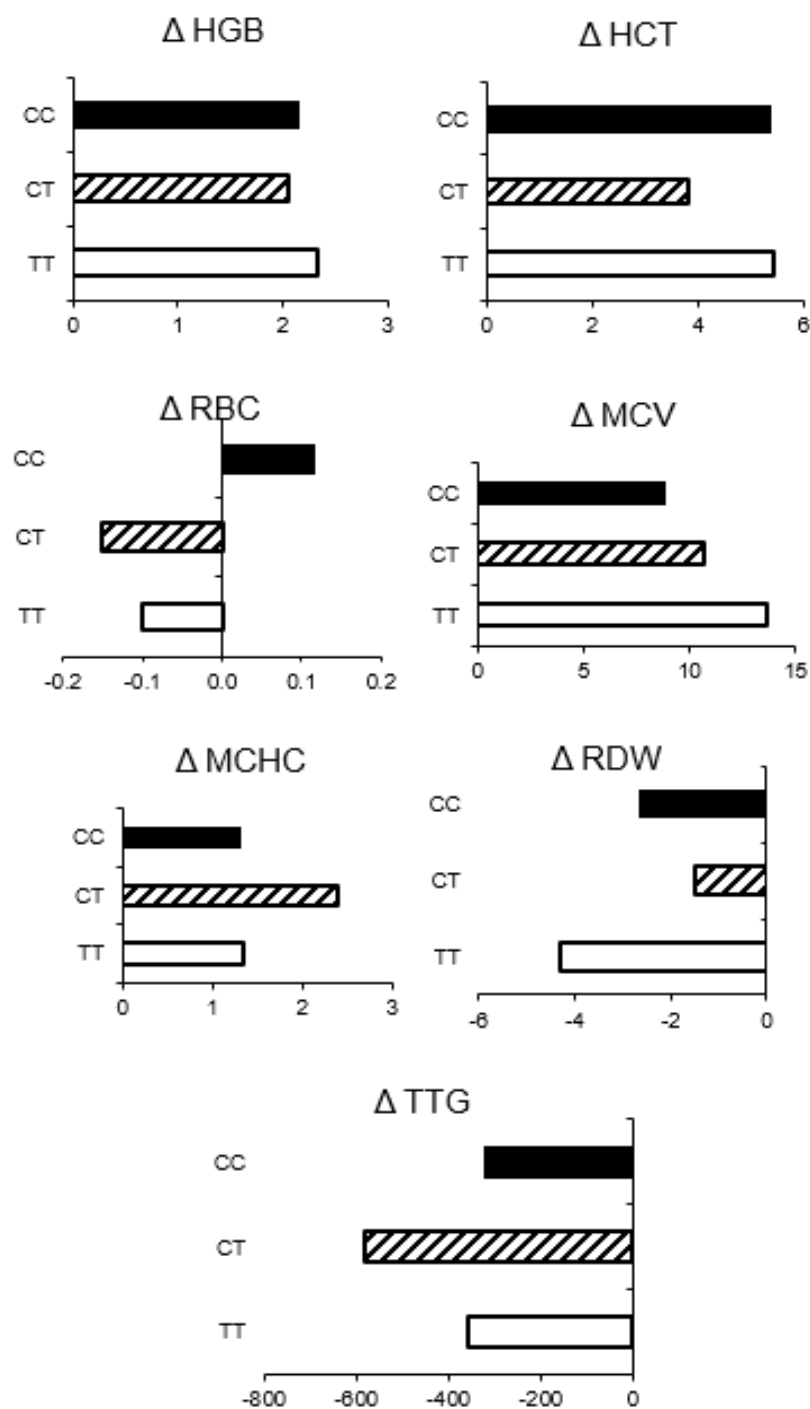 Δ HGB
CC
CT
TT
0 1 2 3
Δ HCT
CC
CT
TT
0 2 4 6
Δ RBC
CC
CT
TT
-0.2 -0.1 0.0 0.1 0.2
Δ MCV
CC
CT
TT
0 5 10 15
Δ MCHC
CC
CT
TT
0 1 2 3
Δ RDW
CC
CT
TT
-6 -4 -2 0
Δ TTG
CC
CT
TT
-800 -600 -400 -200 0